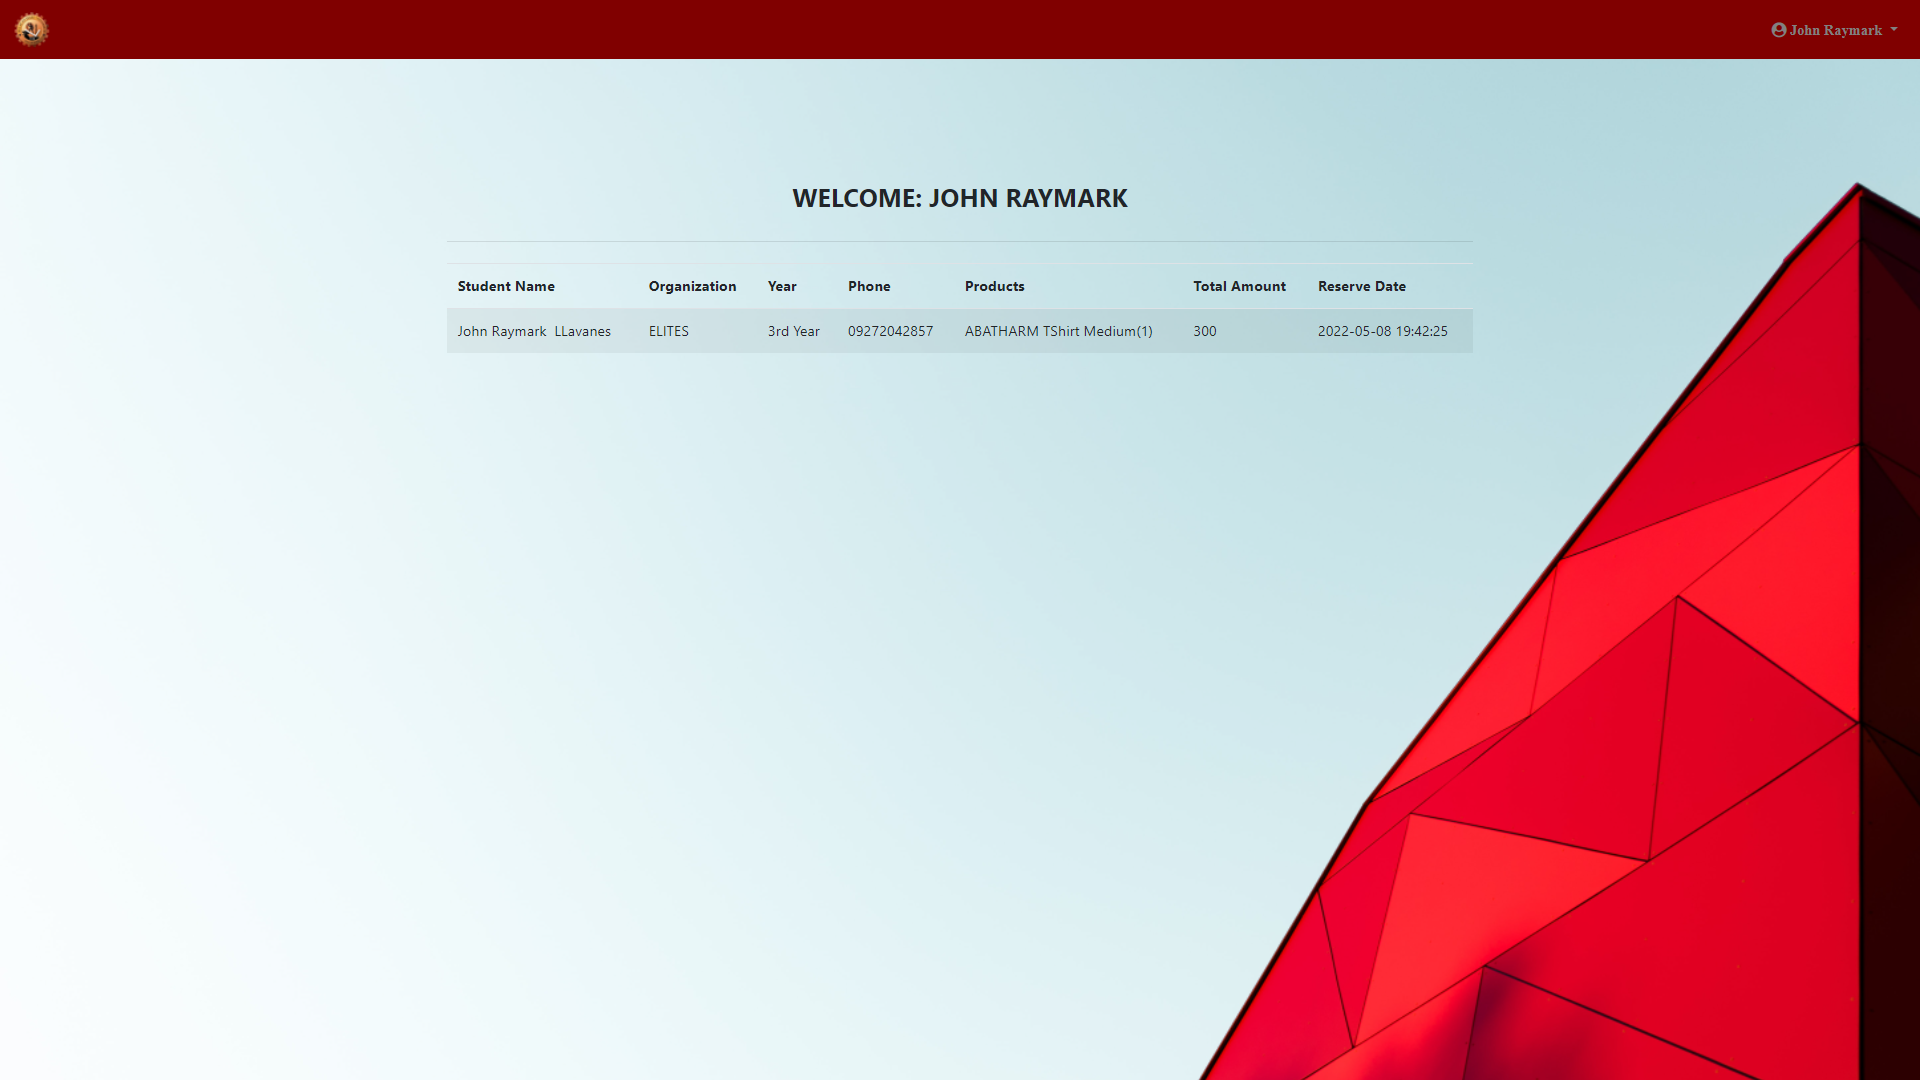 John Raymark
WELCOME: JOHN RAYMARK
Student Name Organization Year Phone Products Total Amount Reserve Date
John Raymark LLavanes ELITES 3rd Year 09272042857 ABATHARM TShirt Medium(1) 300 2022-05-08 19:42:25